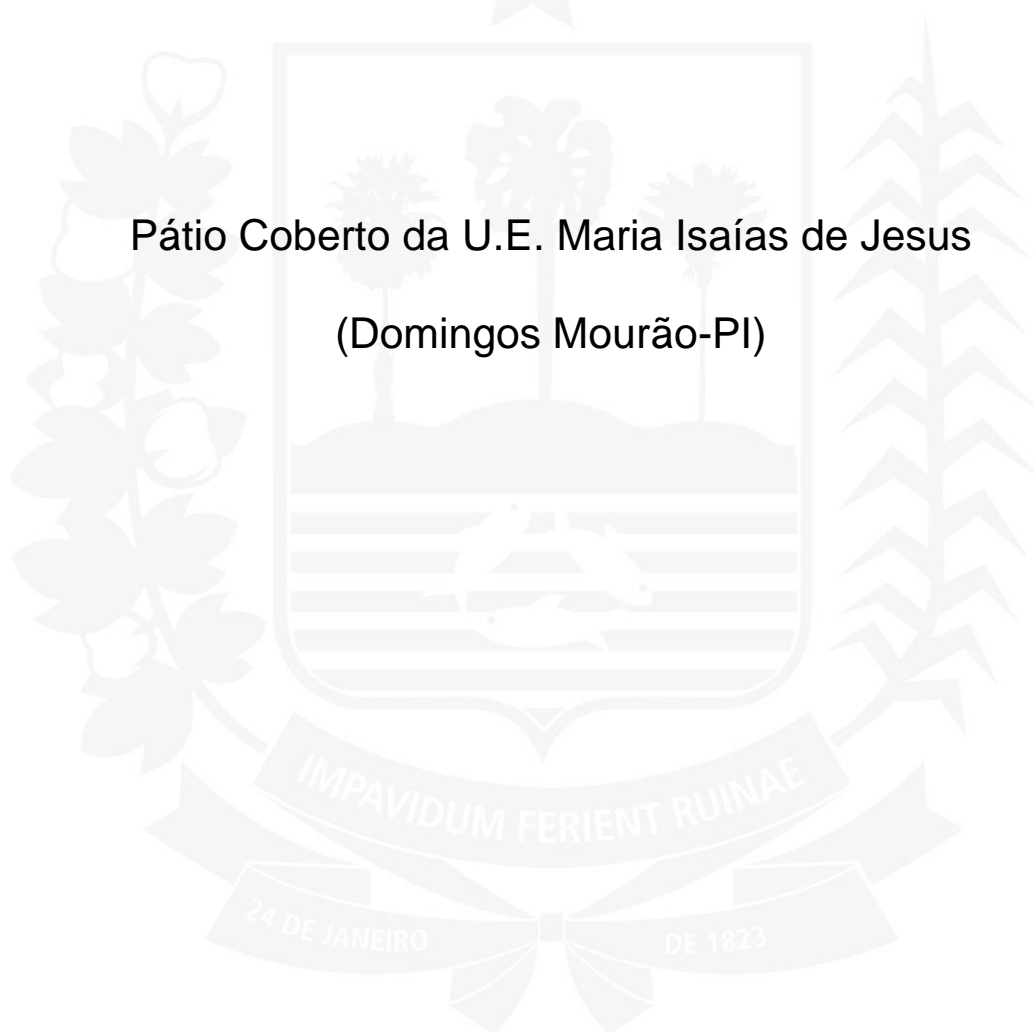 Pátio Coberto da U.E. Maria Isaías de Jesus
(Domingos Mourão-PI)
IMPAVIDUM FERIENT RUINAE
24 DE JANEIRO DE 1823